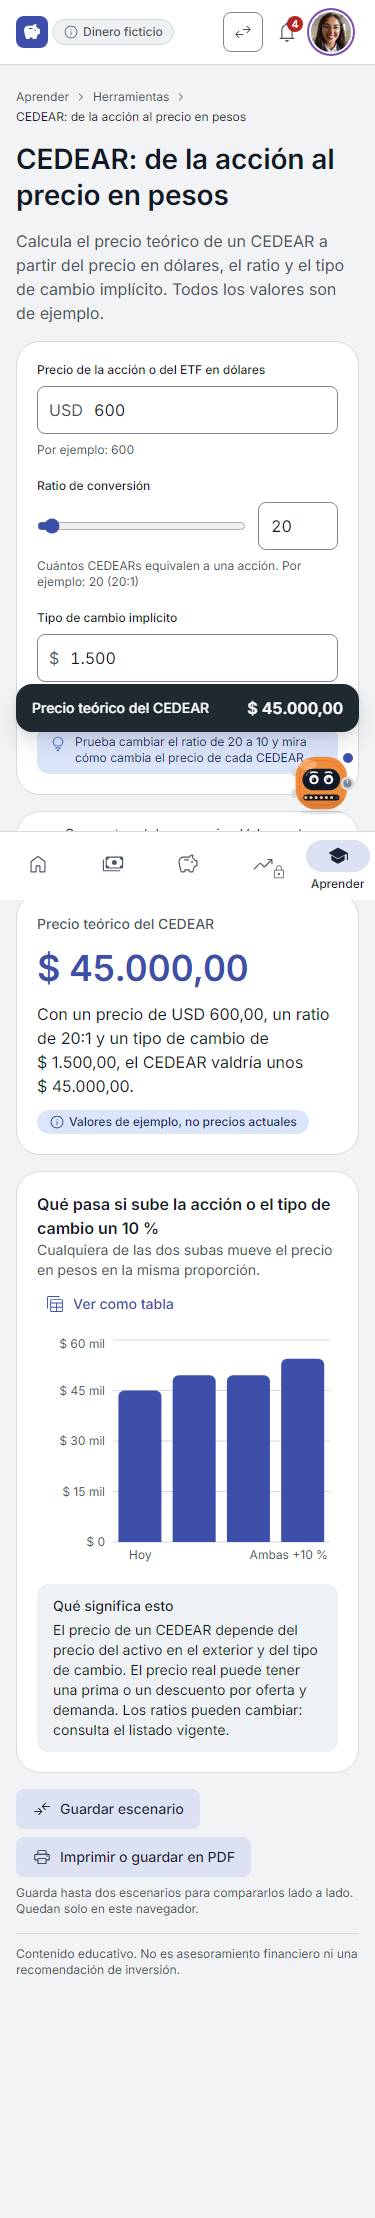 Dinero ficticio
4
Aprender
Herramientas
CEDEAR: de la acción al precio en pesos
CEDEAR: de la acción al
precio en pesos
Calcula el precio teórico de un CEDEAR a
partir del precio en dólares, el ratio y el tipo
de cambio implícito. Todos los valores son
de ejemplo.
Precio de la acción o del ETF en dólares
USD 600
Por ejemplo: 600
Ratio de conversión
20
Cuántos CEDEARs equivalen a una acción. Por
ejemplo: 20 (20:1)
Tipo de cambio implícito
$ 1.500
Precio teórico del CEDEAR $ 45.000,00
Prueba cambiar el ratio de 20 a 10 y mira
cómo cambia el precio de cada CEDEAR
Aprender
Precio teórico del CEDEAR
$ 45.000,00
Con un precio de USD 600,00, un ratio
de 20:1 y un tipo de cambio de
$ 1.500,00, el CEDEAR valdría unos
$ 45.000,00.
Valores de ejemplo, no precios actuales
Qué pasa si sube la acción o el tipo de
cambio un 10 %
Cualquiera de las dos subas mueve el precio
en pesos en la misma proporción.
Ver como tabla
$ 60 mil
$ 45 mil
$ 30 mil
$ 15 mil
$ 0
Hoy
Ambas +10 %
Qué significa esto
El precio de un CEDEAR depende del
precio del activo en el exterior y del tipo
de cambio. El precio real puede tener
una prima o un descuento por oferta y
demanda. Los ratios pueden cambiar:
consulta el listado vigente.
Guardar escenario
Imprimir o guardar en PDF
Guarda hasta dos escenarios para compararlos lado a lado.
Quedan solo en este navegador.
Contenido educativo. No es asesoramiento financiero ni una
recomendación de inversión.